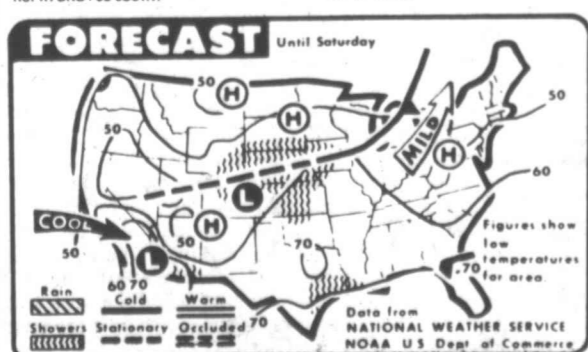 FORECAST Until Saturday
50
H
H
50
50
MILD
H
60
L
H
COOL
50
50
70
L
60 70
70
70
Figures show
low
temperatures
for area.
Rain
Cold
Warm
Showers
Stationary
Occluded
Data from
NATIONAL WEATHER SERVICE
NOAA U S Dept. of Commerce